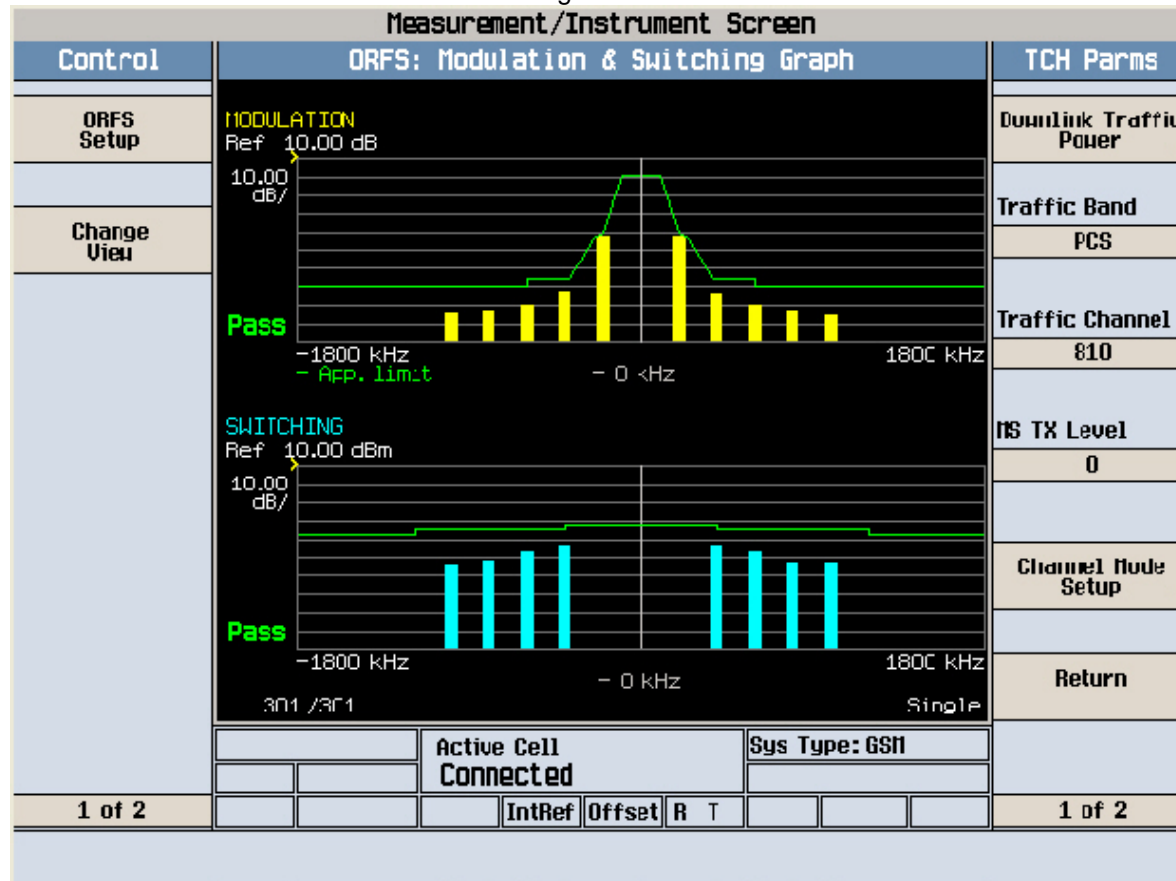 Measurement/Instrument Screen
Control
ORFS: Modulation & Switching Graph
TCH Parms
ORFS
Setup
Change
View
MODULATION
Ref 10.00 dB
10.00
dB/
Pass
-1800 kHz
1800 kHz
- App. limit
- 0 kHz
SWITCHING
Ref 10.00 dBm
10.00
dB/
Pass
-1800 kHz
1800 kHz
- 0 kHz
301 /301
Single
Downlink Traffic
Power
Traffic Band
PCS
Traffic Channel
810
MS TX Level
0
Channel Mode
Setup
Return
Active Cell
Connected
Sys Type: GSM
1 of 2
IntRef
Offset
R T
1 of 2